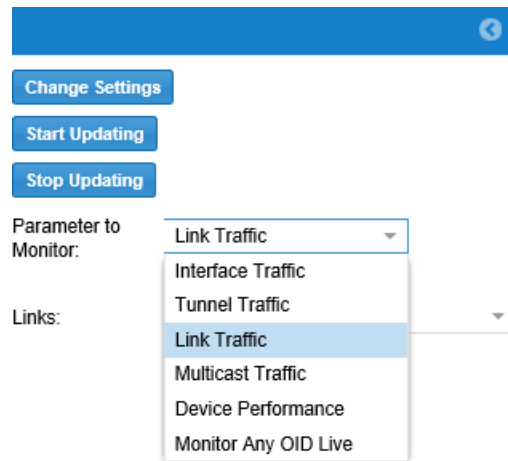 Change Settings
Start Updating
Stop Updating
Parameter to
Monitor:
Link Traffic
Interface Traffic
Tunnel Traffic
Links:
Link Traffic
Multicast Traffic
Device Performance
Monitor Any OID Live